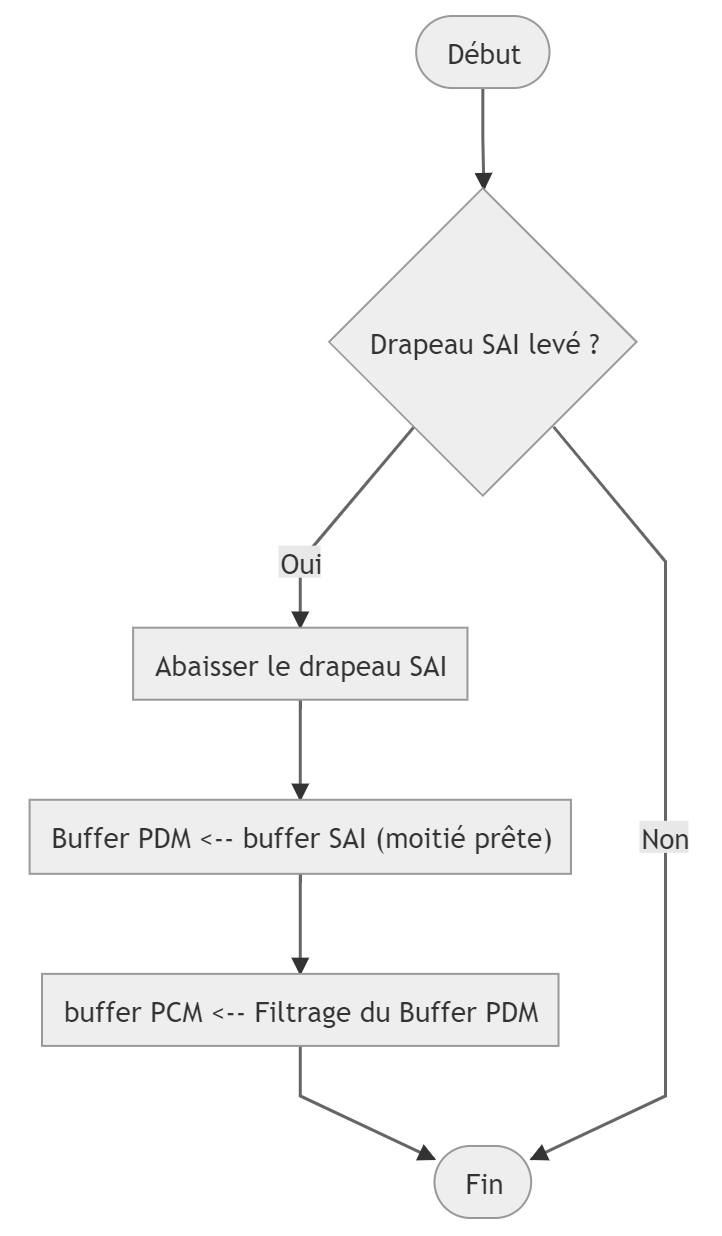 Début
Drapeau SAI levé ?
Oui
Abaisser le drapeau SAI
Buffer PDM <-- buffer SAI (moitié prête)
Non
buffer PCM <-- Filtrage du Buffer PDM
Fin